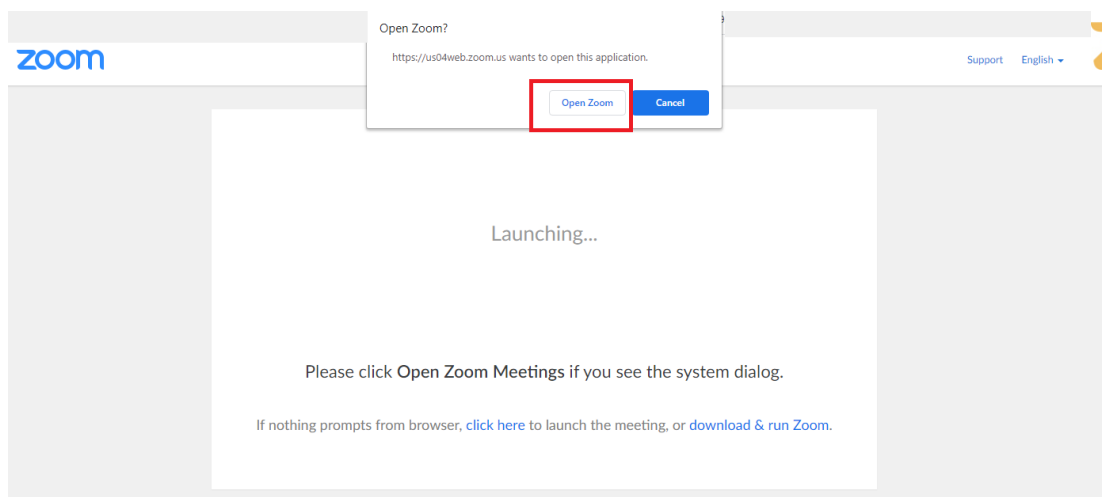 Open Zoom?
https://us04web.zoom.us wants to open this application.
Open Zoom Cancel
zoom
Support English
Launching...
Please click Open Zoom Meetings if you see the system dialog.
If nothing prompts from browser, click here to launch the meeting, or download & run Zoom.